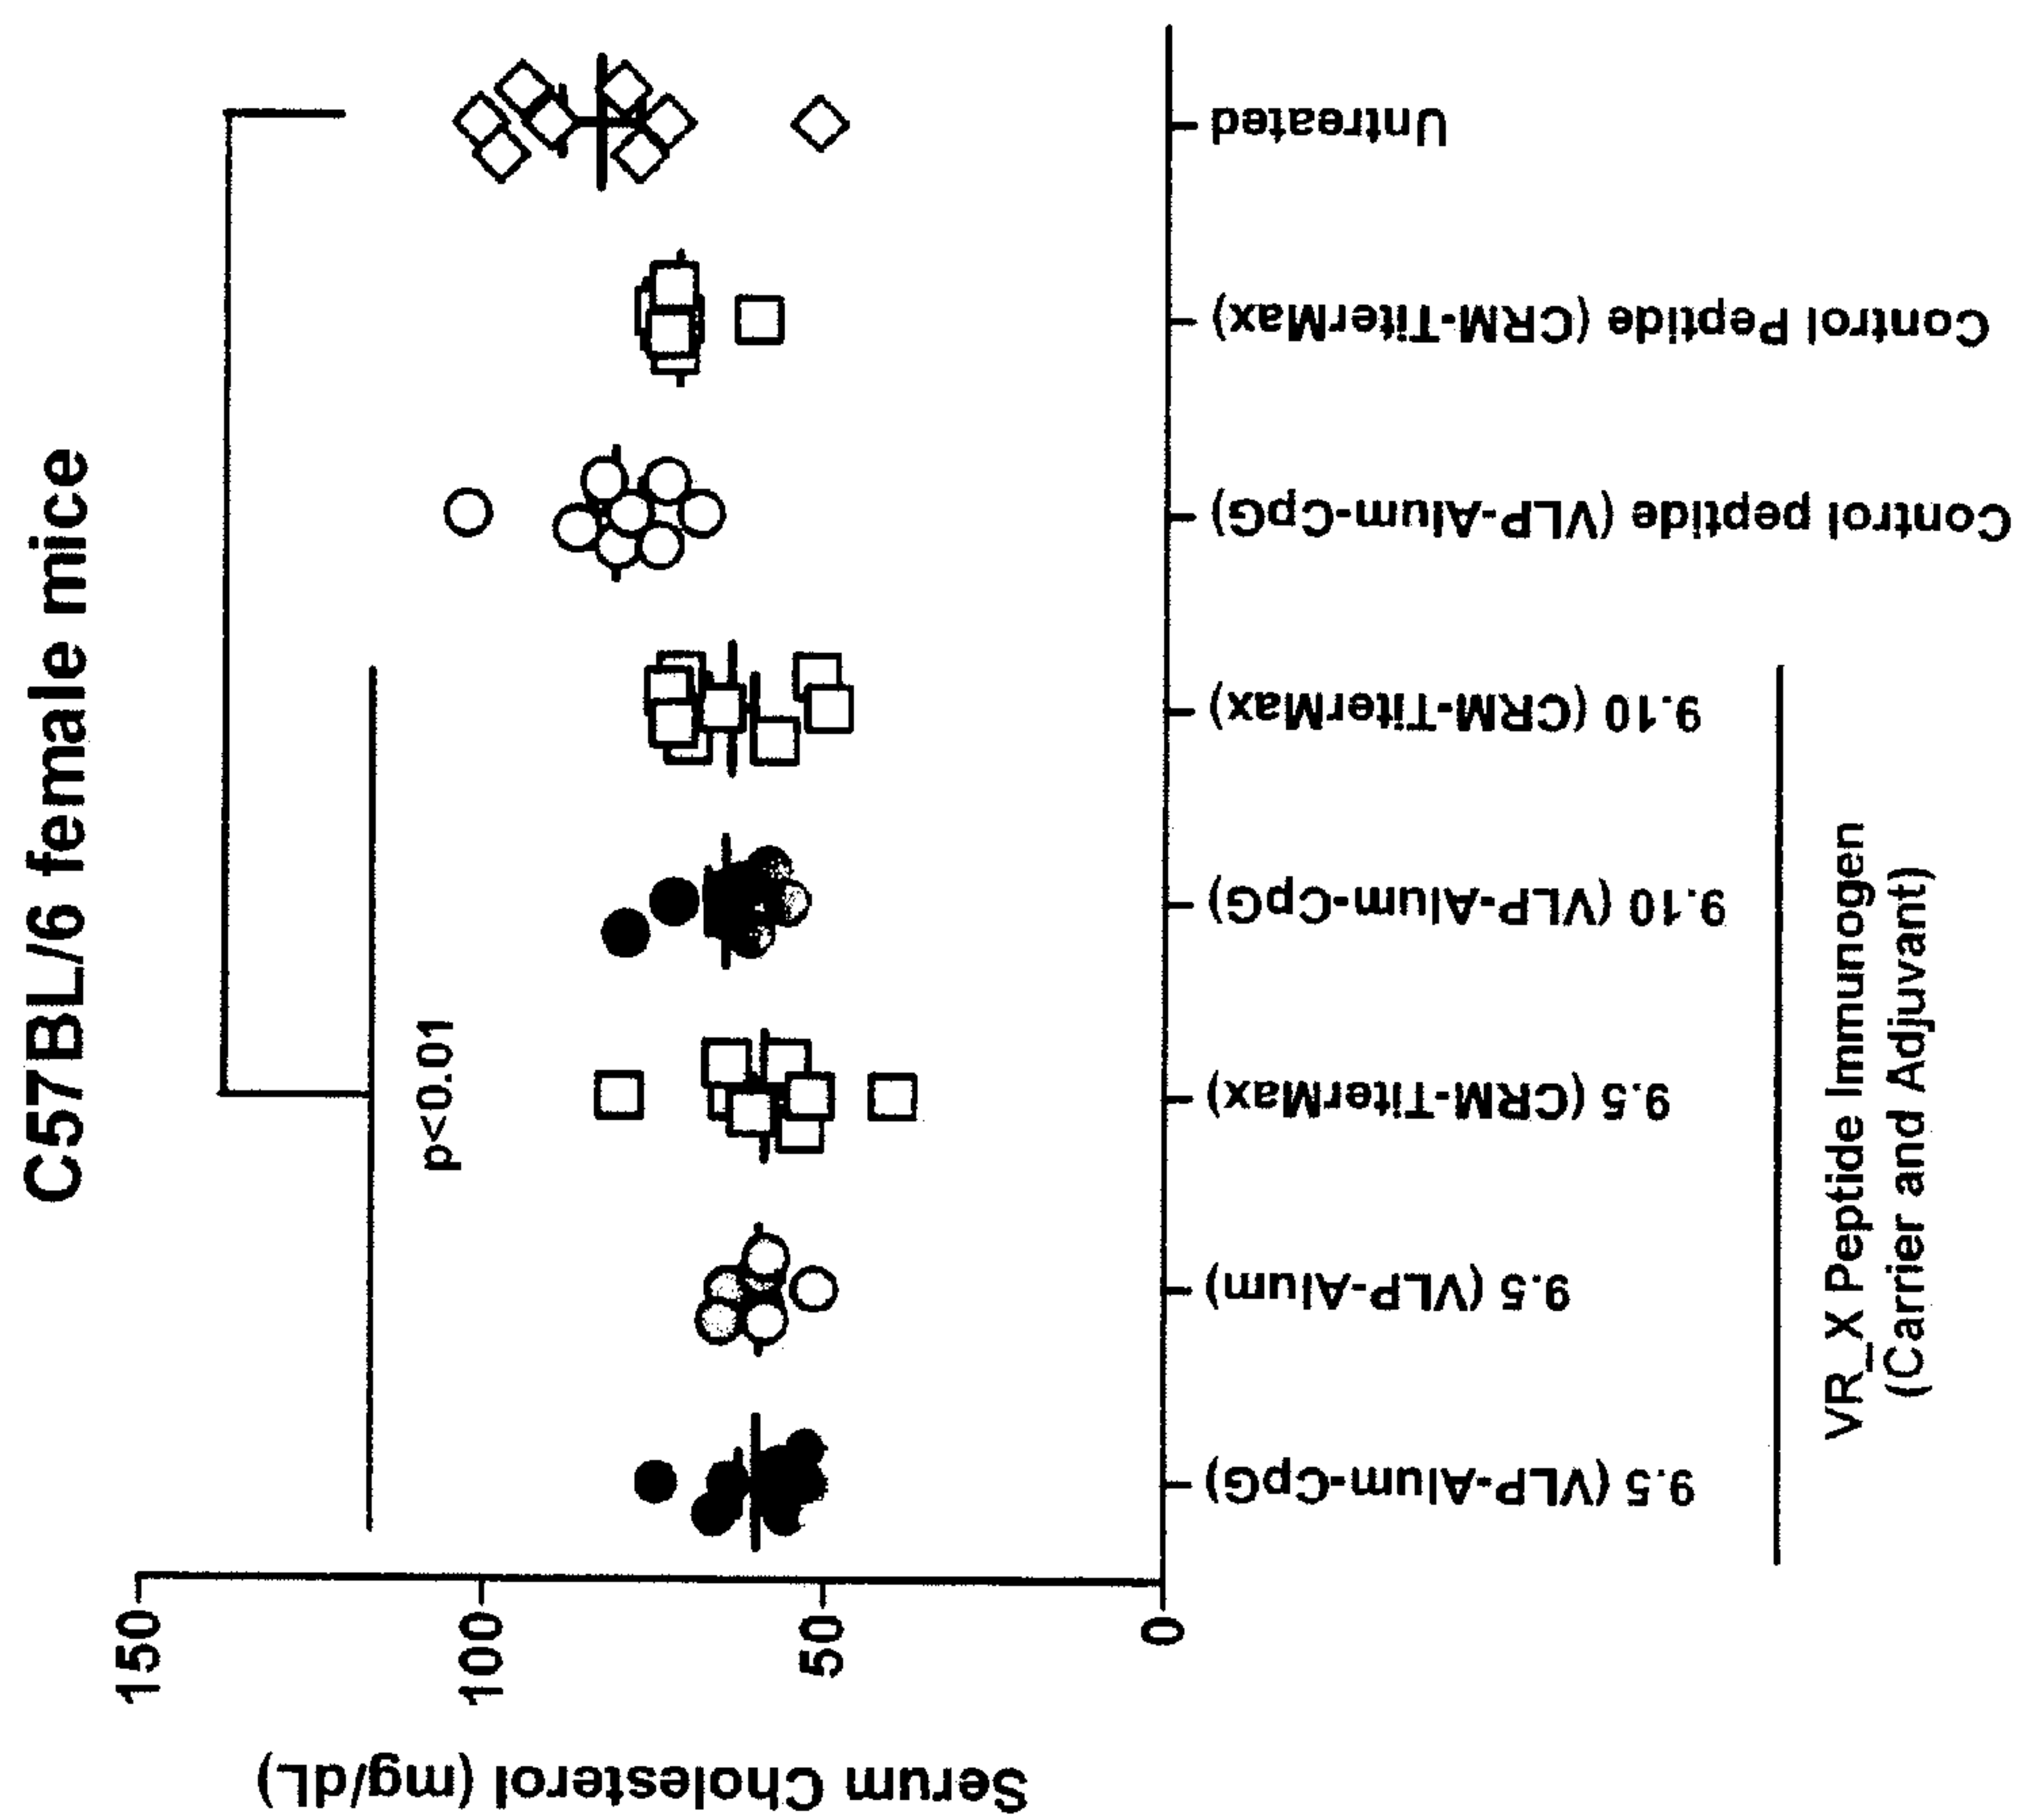 C57BL/6 female mice
p<0.01
Serum Cholesterol (mg/dL)
150
100
50
0
9.5 (VLP-Alum-CpG)
9.5 (VLP-Alum)
9.5 (CRM-TiterMax)
9.10 (VLP-Alum-CpG)
9.10 (CRM-TiterMax)
Control peptide (VLP-Alum-CpG)
Control Peptide (CRM-TiterMax)
Untreated
VR_X Peptide Immunogen
(Carrier and Adjuvant)